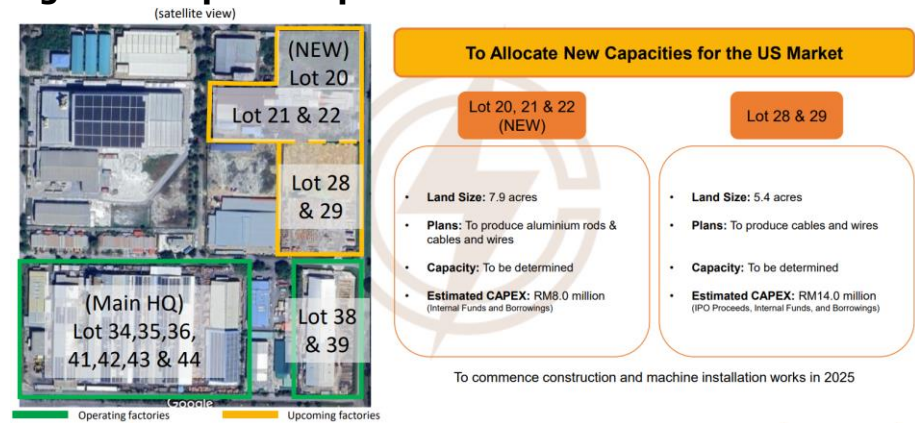 (satellite view)
(NEW)
Lot 20
Lot 21 & 22
Lot 28
& 29
(Main HQ)
Lot 34,35,36,
41,42,43 & 44
Lot 38
& 39
Google
Operating factories
Upcoming factories
To Allocate New Capacities for the US Market
Lot 20, 21 & 22
(NEW)
• Land Size: 7.9 acres
• Plans: To produce aluminium rods &
cables and wires
• Capacity: To be determined
• Estimated CAPEX: RM8.0 million
(Internal Funds and Borrowings)
Lot 28 & 29
• Land Size: 5.4 acres
• Plans: To produce cables and wires
• Capacity: To be determined
• Estimated CAPEX: RM14.0 million
(IPO Proceeds, Internal Funds, and Borrowings)
To commence construction and machine installation works in 2025